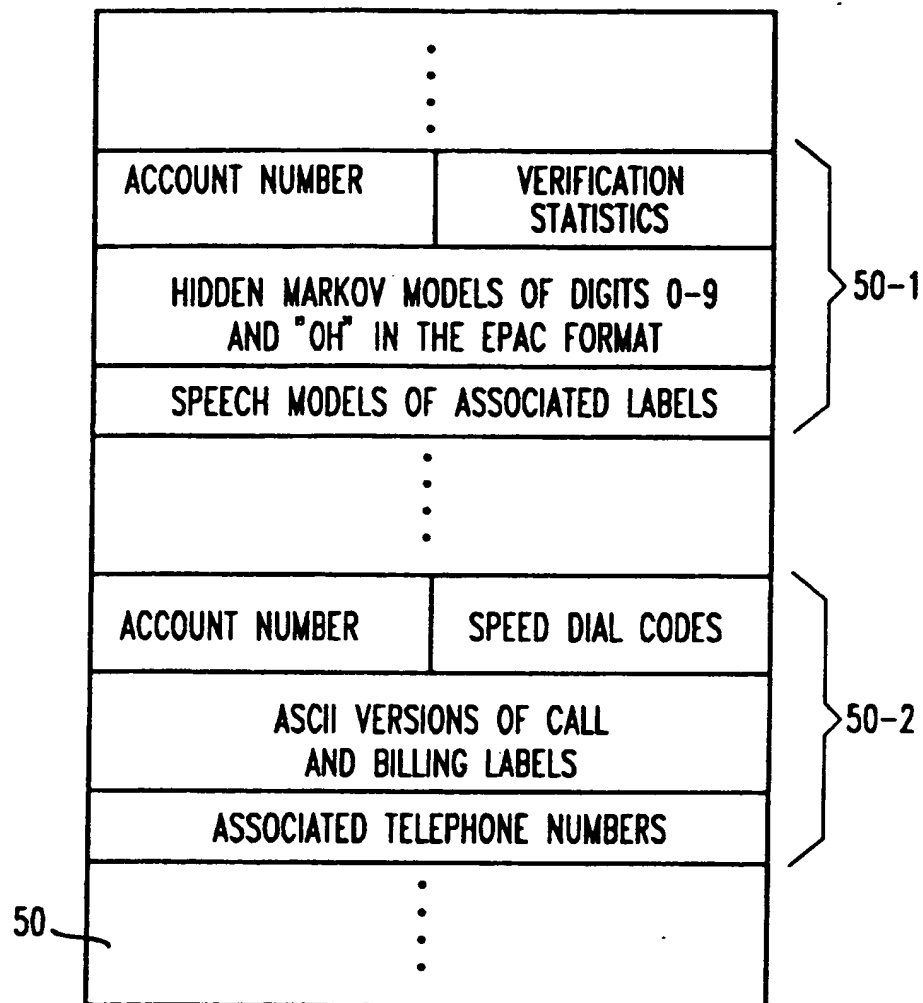 ACCOUNT NUMBER
VERIFICATION
STATISTICS
HIDDEN MARKOV MODELS OF DIGITS 0-9
AND "OH" IN THE EPAC FORMAT
SPEECH MODELS OF ASSOCIATED LABELS
50-1
ACCOUNT NUMBER
SPEED DIAL CODES
ASCII VERSIONS OF CALL
AND BILLING LABELS
ASSOCIATED TELEPHONE NUMBERS
50-2
50